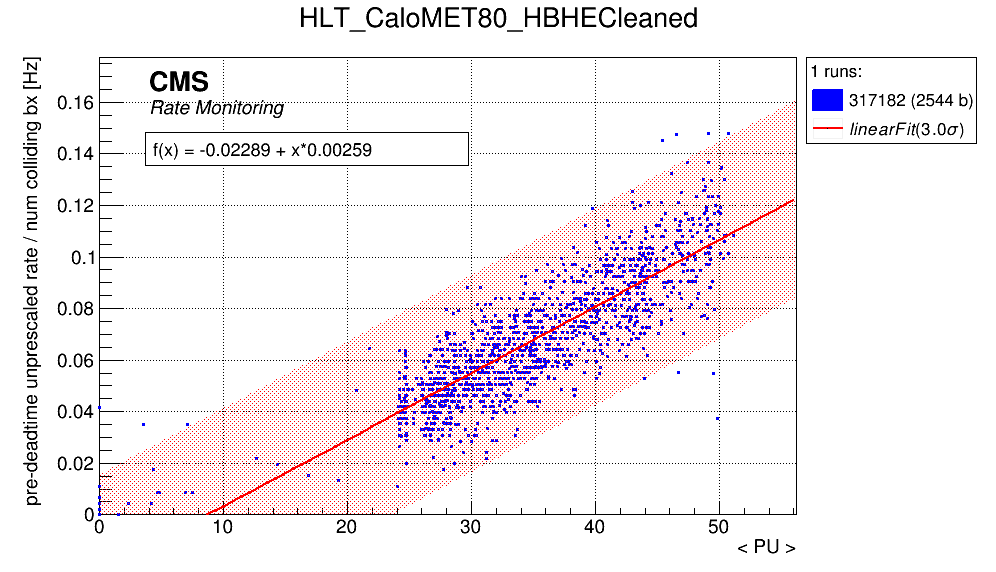 HLT_CaloMET80_HBHECleaned
pre-deadtime unprescaled rate / num colliding bx [Hz]
CMS
Rate Monitoring
f(x) = -0.02289 + x*0.00259
1 runs:
317182 (2544 b)
linearFit(3.0σ)
0.16
0.14
0.12
0.1
0.08
0.06
0.04
0.02
0
0 10 20 30 40 50
< PU >